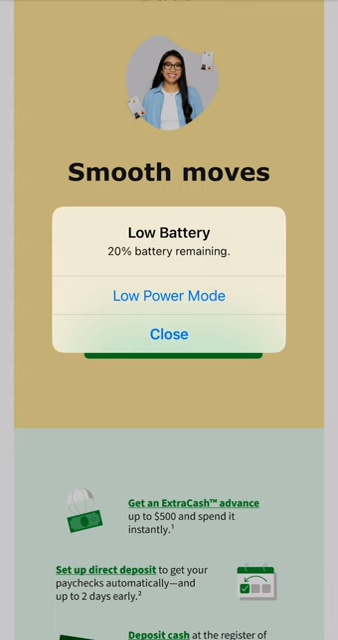 Smooth moves
Low Battery
20% battery remaining.
Low Power Mode
Close
Get an ExtraCash™ advance
up to $500 and spend it
instantly.¹
Set up direct deposit to get your
paychecks automatically—and
up to 2 days early.²
Deposit cash at the register of